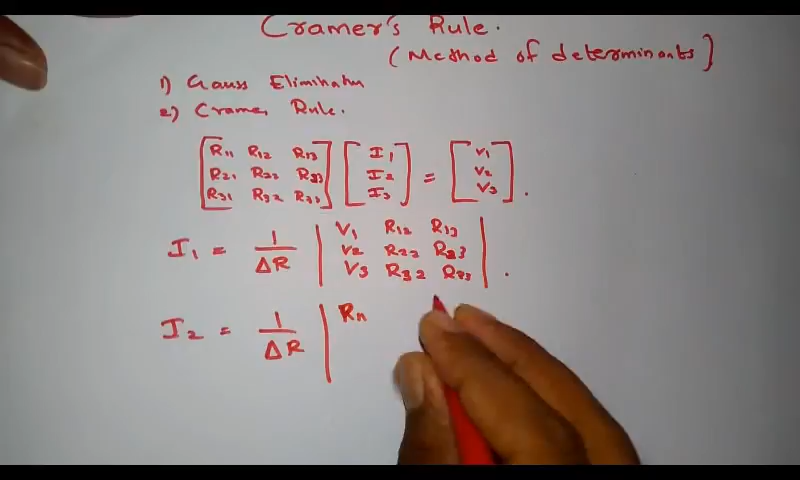 Cramer's Rule.
(Method of determinants)
1) Gauss Elimination
2) Cramer Rule.
[R11 R12 R13] [I1] = [V1]
[R21 R22 R23] [I2] [V2]
[R31 R32 R33] [I3] [V3].
I1 = 1/ΔR | V1 R12 R13 |
| V2 R22 R23 |
| V3 R32 R33 | .
I2 = 1/ΔR | R11